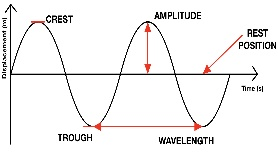 CREST
AMPLITUDE
REST
POSITION
Displacement (m)
Time (s)
TROUGH
WAVELENGTH